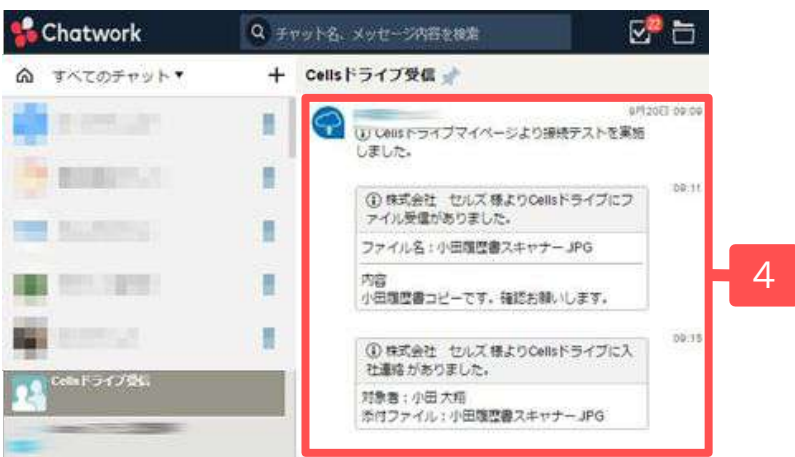 Chatwork
チャット名、メッセージ内容を検索
22
すべてのチャット▼
+
Cellsドライブ受信
9月20日 09:09
Cellsドライブマイページより接続テストを実施
しました。
09:11
株式会社 セルズ 様よりCellsドライブにフ
ァイル受信がありました。
ファイル名：小田履歴書スキャナー.JPG
内容
小田履歴書コピーです。確認お願いします。
4
09:15
株式会社 セルズ 様よりCellsドライブに入
社連絡 がありました。
対象者：小田 大翔
添付ファイル：小田履歴書スキャナー.JPG
Cellsドライブ受信